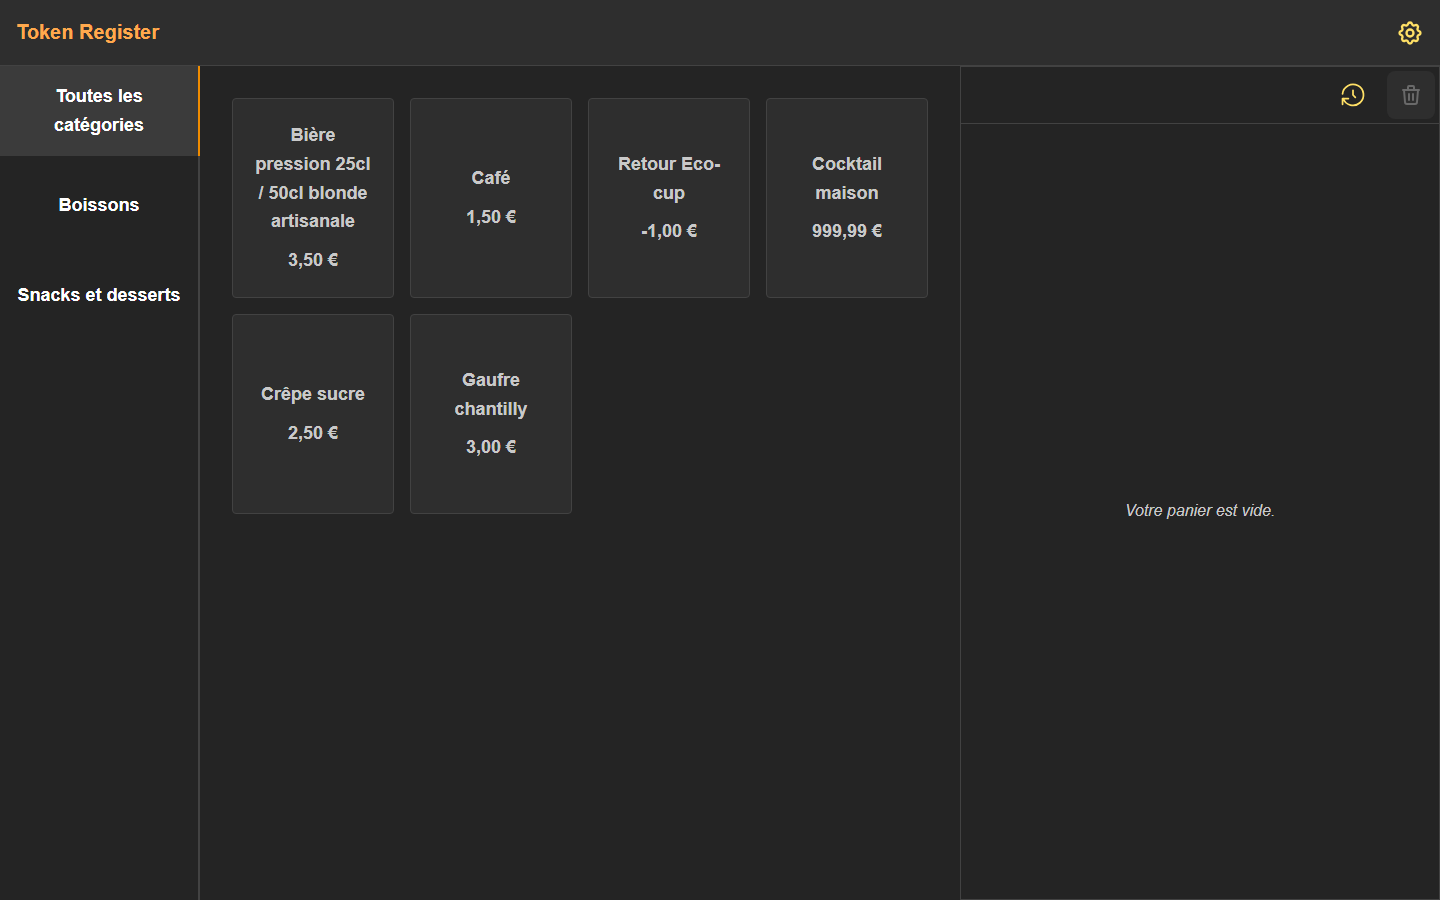 Token Register
Toutes les
catégories
Boissons
Snacks et desserts
Bière
pression 25cl
/ 50cl blonde
artisanale
3,50 €
Café
1,50 €
Retour Eco-
cup
-1,00 €
Cocktail
maison
999,99 €
Crêpe sucre
2,50 €
Gaufre
chantilly
3,00 €
Votre panier est vide.